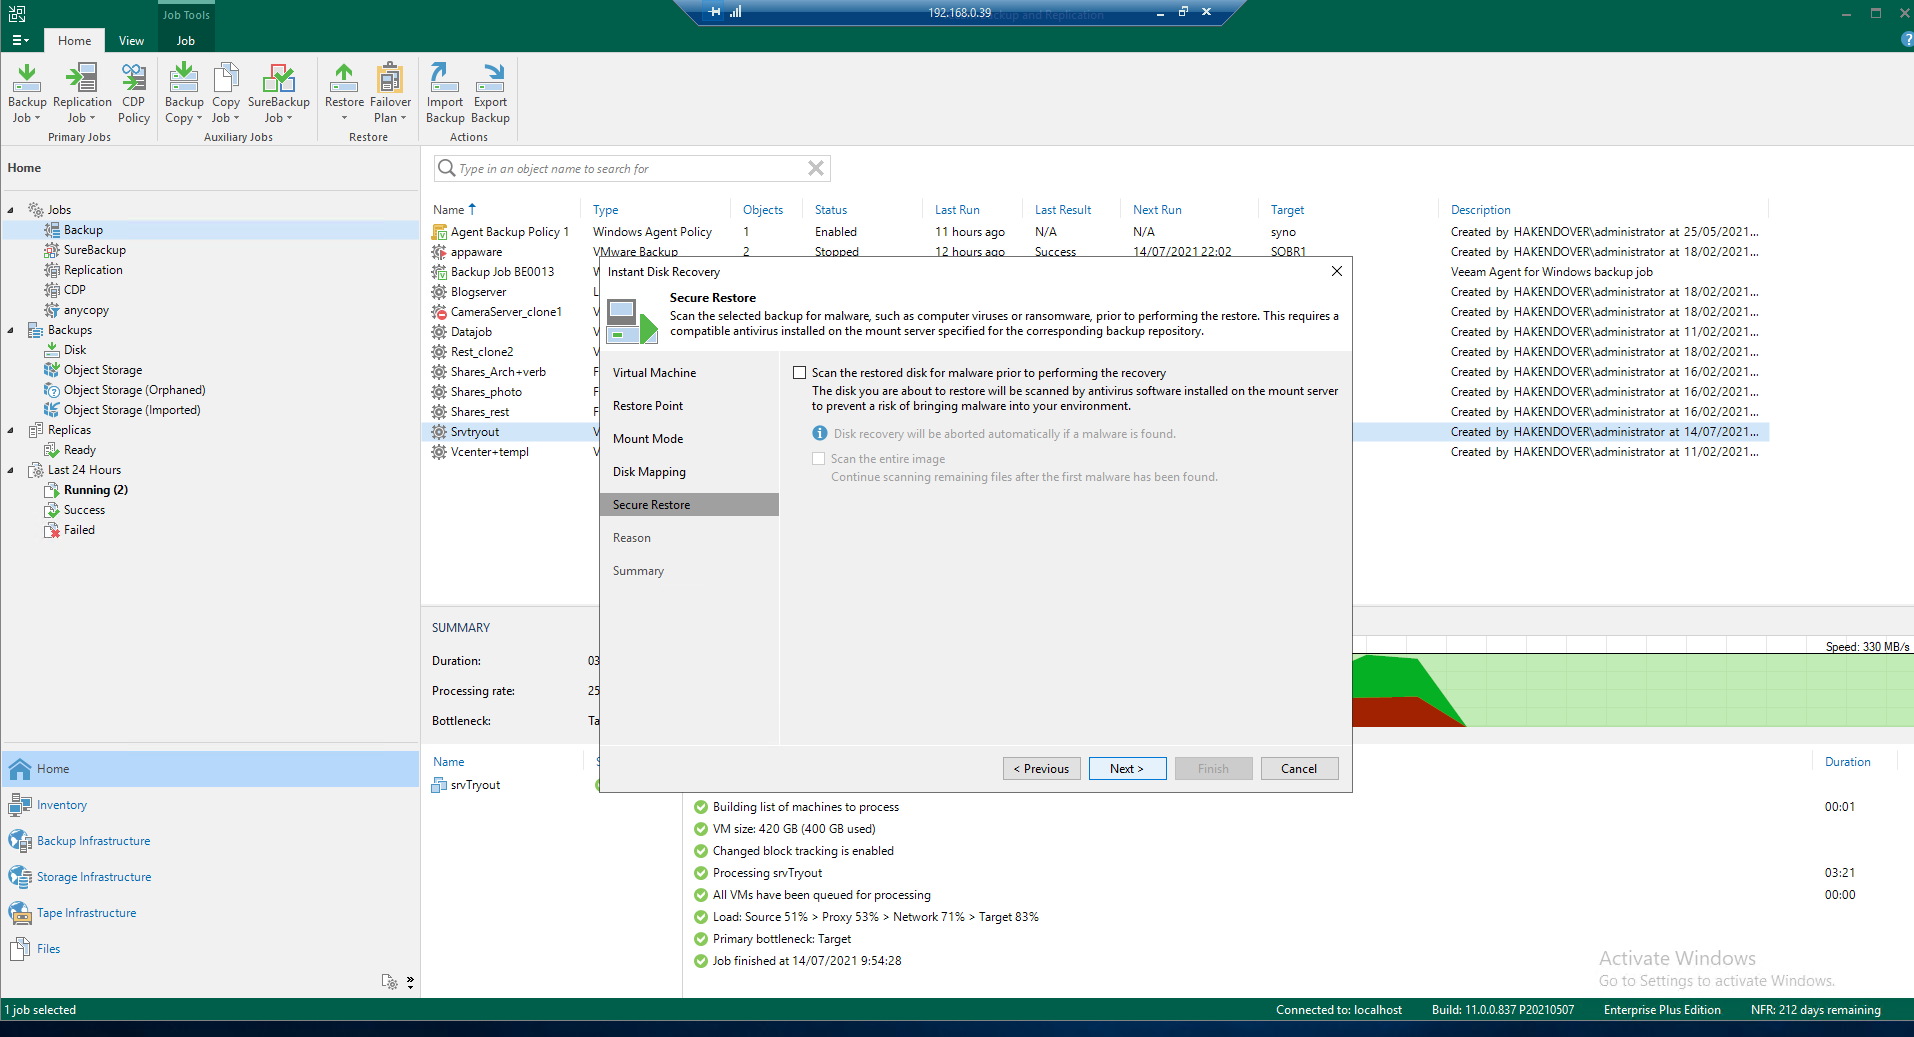 192.168.0.39
Job Tools
Home
View
Job
Backup Job
Replication Job
CDP Policy
Primary Jobs
Backup Copy
Copy Job
SureBackup Job
Auxiliary Jobs
Restore
Failover Plan
Restore
Import Backup
Export Backup
Actions
Home
Jobs
Backup
SureBackup
Replication
CDP
anycopy
Backups
Disk
Object Storage
Object Storage (Orphaned)
Object Storage (Imported)
Replicas
Ready
Last 24 Hours
Running (2)
Success
Failed
Home
Inventory
Backup Infrastructure
Storage Infrastructure
Tape Infrastructure
Files
Type in an object name to search for
Name Type Objects Status Last Run Last Result Next Run Target Description
Agent Backup Policy 1 Windows Agent Policy 1 Enabled 11 hours ago N/A N/A syno Created by HAKENDOVER\administrator at 25/05/2021...
appaware VMware Backup 2 Stopped 12 hours ago Success 14/07/2021 22:02 SOBR1 Created by HAKENDOVER\administrator at 18/02/2021...
Backup Job BE0013 Veeam Agent for Windows backup job
Blogserver Created by HAKENDOVER\administrator at 18/02/2021...
CameraServer_clone1 Created by HAKENDOVER\administrator at 18/02/2021...
Datajob Created by HAKENDOVER\administrator at 11/02/2021...
Rest_clone2 Created by HAKENDOVER\administrator at 18/02/2021...
Shares_Arch+verb Created by HAKENDOVER\administrator at 16/02/2021...
Shares_photo Created by HAKENDOVER\administrator at 16/02/2021...
Shares_rest Created by HAKENDOVER\administrator at 16/02/2021...
Srvtryout Created by HAKENDOVER\administrator at 14/07/2021...
Vcenter+templ Created by HAKENDOVER\administrator at 11/02/2021...
Instant Disk Recovery
Secure Restore
Scan the selected backup for malware, such as computer viruses or ransomware, prior to performing the restore. This requires a
compatible antivirus installed on the mount server specified for the corresponding backup repository.
Virtual Machine
Restore Point
Mount Mode
Disk Mapping
Secure Restore
Reason
Summary
Scan the restored disk for malware prior to performing the recovery
The disk you are about to restore will be scanned by antivirus software installed on the mount server
to prevent a risk of bringing malware into your environment.
Disk recovery will be aborted automatically if a malware is found.
Scan the entire image
Continue scanning remaining files after the first malware has been found.
< Previous
Next >
Finish
Cancel
SUMMARY
Duration: 03
Processing rate: 25
Bottleneck: Ta
Speed: 330 MB/s
Name
Duration
srvTryout
Building list of machines to process 00:01
VM size: 420 GB (400 GB used)
Changed block tracking is enabled
Processing srvTryout 03:21
All VMs have been queued for processing 00:00
Load: Source 51% > Proxy 53% > Network 71% > Target 83%
Primary bottleneck: Target
Job finished at 14/07/2021 9:54:28
Activate Windows
Go to Settings to activate Windows.
1 job selected
Connected to: localhost
Build: 11.0.0.837 P20210507
Enterprise Plus Edition
NFR: 212 days remaining